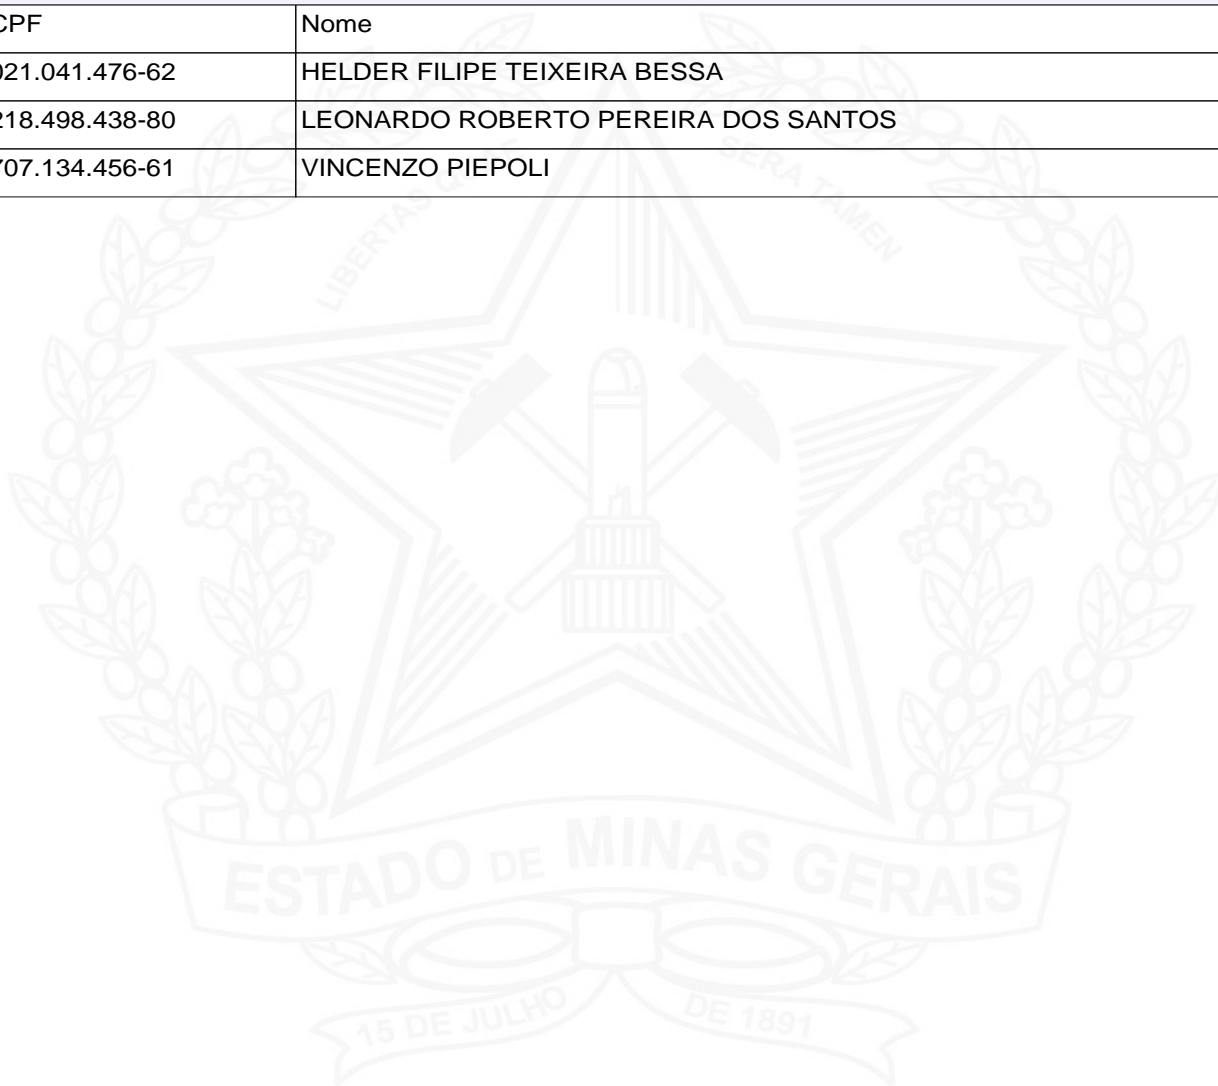 CPF Nome
021.041.476-62 HELDER FILIPE TEIXEIRA BESSA
218.498.438-80 LEONARDO ROBERTO PEREIRA DOS SANTOS
707.134.456-61 VINCENZO PIEPOLI
LIBERTAS QUE SERA TAMEN
ESTADO DE MINAS GERAIS
15 DE JULHO DE 1891